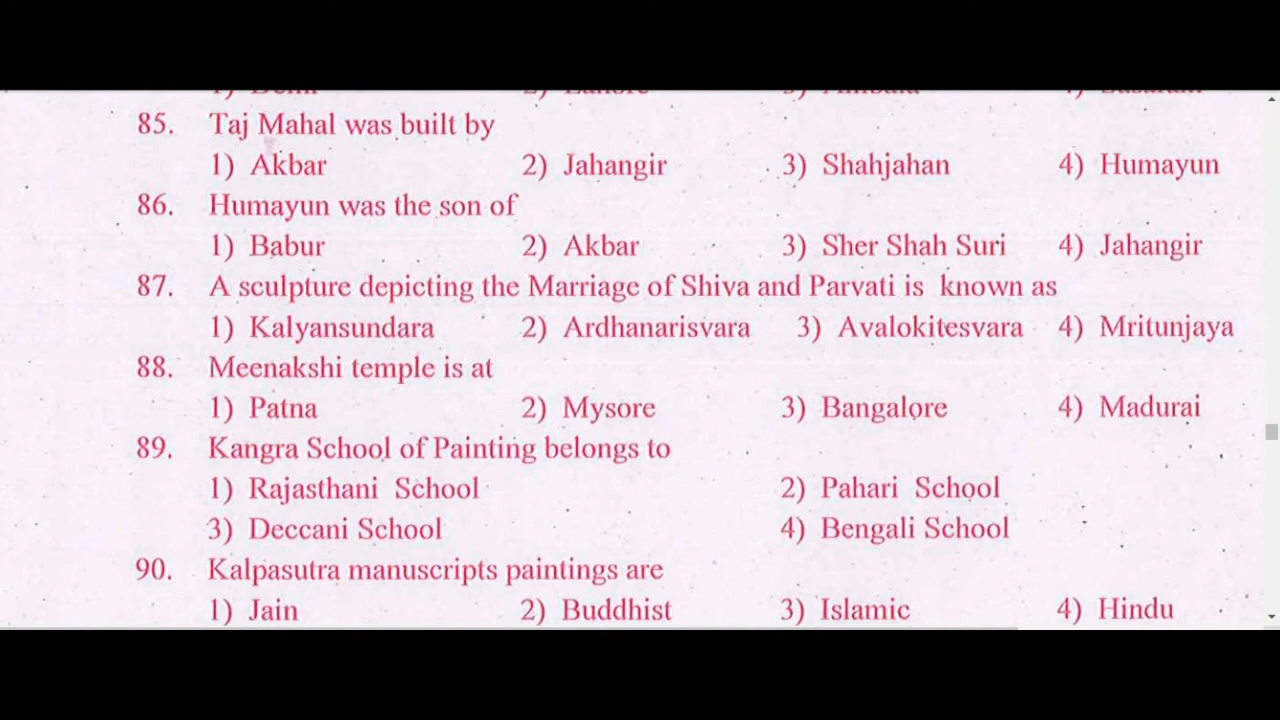 85. Taj Mahal was built by
1) Akbar 2) Jahangir 3) Shahjahan 4) Humayun
86. Humayun was the son of
1) Babur 2) Akbar 3) Sher Shah Suri 4) Jahangir
87. A sculpture depicting the Marriage of Shiva and Parvati is known as
1) Kalyansundara 2) Ardhanarisvara 3) Avalokitesvara 4) Mritunjaya
88. Meenakshi temple is at
1) Patna 2) Mysore 3) Bangalore 4) Madurai
89. Kangra School of Painting belongs to
1) Rajasthani School 2) Pahari School
3) Deccani School 4) Bengali School
90. Kalpasutra manuscripts paintings are
1) Jain 2) Buddhist 3) Islamic 4) Hindu